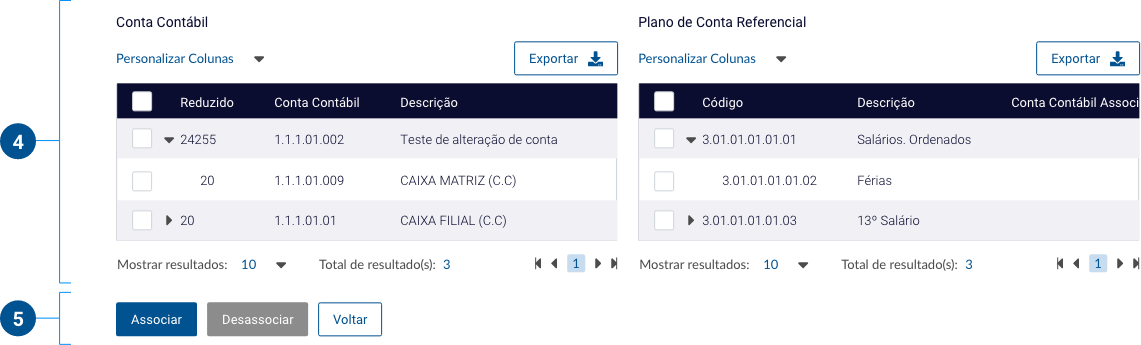 Conta Contábil
Plano de Conta Referencial
Personalizar Colunas
Exportar
Personalizar Colunas
Exportar
Reduzido Conta Contábil Descrição
Código Descrição Conta Contábil Associ
4
24255 1.1.1.01.002 Teste de alteração de conta
3.01.01.01.01.01 Salários. Ordenados
20 1.1.1.01.009 CAIXA MATRIZ (C.C)
3.01.01.01.01.02 Férias
20 1.1.1.01.01 CAIXA FILIAL (C.C)
3.01.01.01.01.03 13º Salário
Mostrar resultados: 10 Total de resultado(s): 3 1
Mostrar resultados: 10 Total de resultado(s): 3 1
5
Associar Desassociar Voltar